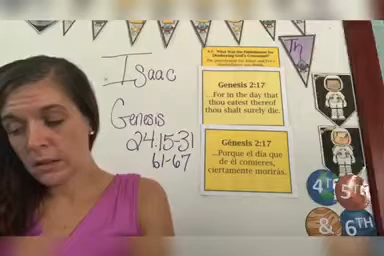 Isaac
Genesis
24:15-31
61-67
Genesis 2:17
...For in the day
that thou eatest thereof
thou shalt surely die.
Génesis 2:17
...Porque el día que
de él comieres,
ciertamente morirás.
Th
4TH
5TH
6TH